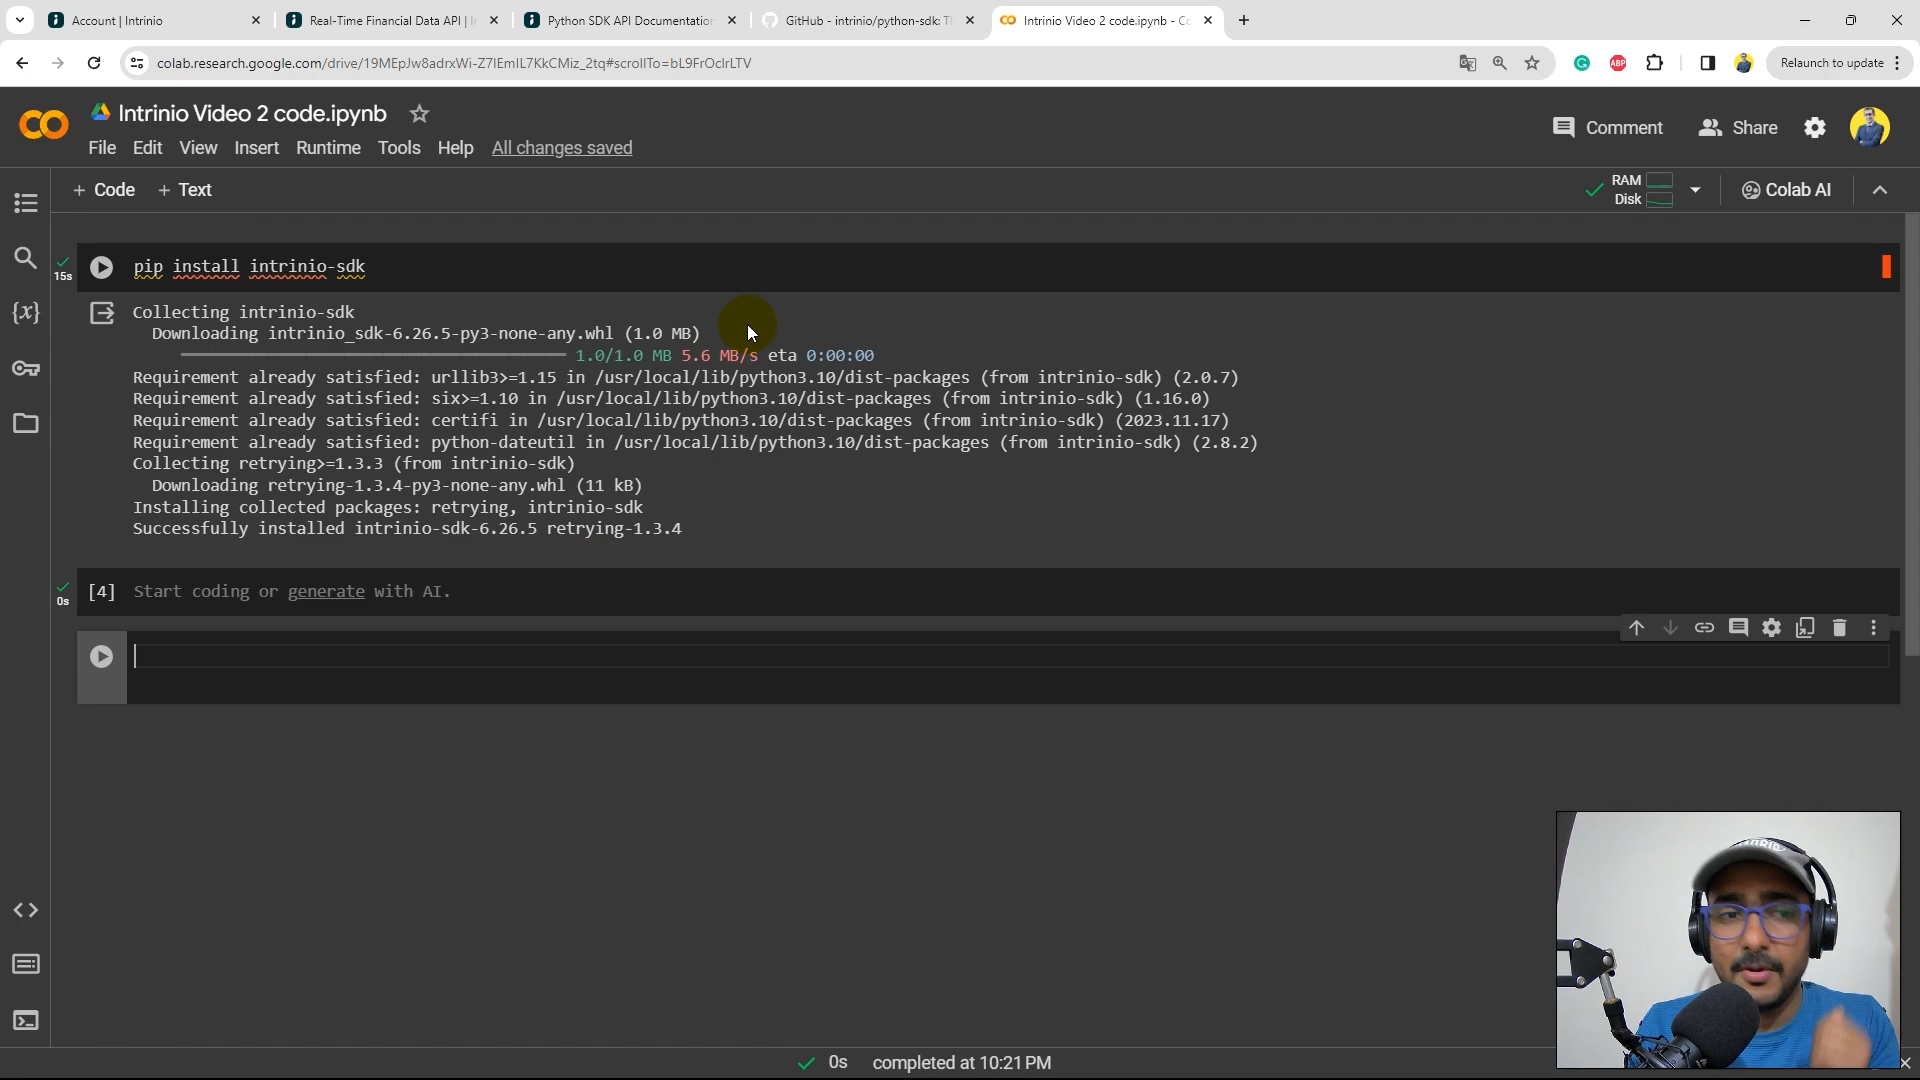 Account | Intrinio
Real-Time Financial Data API | I
Python SDK API Documentation
GitHub - intrinio/python-sdk: T
Intrinio Video 2 code.ipynb - Co
colab.research.google.com/drive/19MEpJw8adrxWi-Z7IEmIL7KkCMiz_2tq#scrollTo=bL9FrOcIrLTV
ABP
Relaunch to update
Intrinio Video 2 code.ipynb
File Edit View Insert Runtime Tools Help All changes saved
Comment Share
+ Code + Text
RAM
Disk
Colab AI
15s
pip install intrinio-sdk
Collecting intrinio-sdk
Downloading intrinio_sdk-6.26.5-py3-none-any.whl (1.0 MB)
1.0/1.0 MB 5.6 MB/s eta 0:00:00
Requirement already satisfied: urllib3>=1.15 in /usr/local/lib/python3.10/dist-packages (from intrinio-sdk) (2.0.7)
Requirement already satisfied: six>=1.10 in /usr/local/lib/python3.10/dist-packages (from intrinio-sdk) (1.16.0)
Requirement already satisfied: certifi in /usr/local/lib/python3.10/dist-packages (from intrinio-sdk) (2023.11.17)
Requirement already satisfied: python-dateutil in /usr/local/lib/python3.10/dist-packages (from intrinio-sdk) (2.8.2)
Collecting retrying>=1.3.3 (from intrinio-sdk)
Downloading retrying-1.3.4-py3-none-any.whl (11 kB)
Installing collected packages: retrying, intrinio-sdk
Successfully installed intrinio-sdk-6.26.5 retrying-1.3.4
[4] Start coding or generate with AI.
0s
0s completed at 10:21 PM